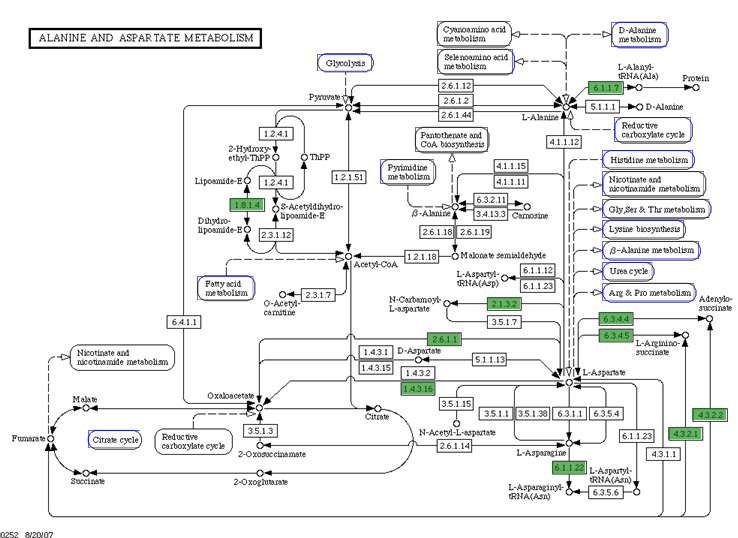 ALANINE AND ASPARTATE METABOLISM
Cyanoamino acid
metabolism
D-Alanine
metabolism
Selenoamino acid
metabolism
Glycolysis
L-Alanyl-
tRNA(Ala)
Protein
Pyruvate
2.6.1.12
2.6.1.2
2.6.1.44
6.1.1.7
L-Alanine
5.1.1.1
D-Alanine
Reductive
carboxylate cycle
1.2.4.1
2-Hydroxy-
ethyl-ThPP
ThPP
Pantothenate and
CoA biosynthesis
4.1.1.12
Lipoamide-E
1.2.4.1
1.2.1.51
Pyrimidine
metabolism
4.1.1.15
4.1.1.11
Histidine metabolism
Nicotinate and
nicotinamide metabolism
1.8.1.4
S-Acetyldihydro-
lipoamide-E
6.3.2.11
3.4.13.3
β-Alanine
Carnosine
Gly,Ser & Thr metabolism
Dihydro-
lipoamide-E
2.3.1.12
2.6.1.18
2.6.1.19
Lysine biosynthesis
β-Alanine metabolism
Acetyl-CoA
1.2.1.18
Malonate semialdehyde
Urea cycle
Fatty acid
metabolism
O-Acetyl-
carnitine
2.3.1.7
L-Aspartyl-
tRNA(Asp)
6.1.1.12
6.1.1.23
Arg & Pro metabolism
N-Carbamoyl-
L-aspartate
2.1.3.2
3.5.1.7
Adenylo-
succinate
6.4.1.1
6.3.4.4
6.3.4.5
L-Arginino-
succinate
2.6.1.1
Nicotinate and
nicotinamide metabolism
1.4.3.1
1.4.3.15
D-Aspartate
5.1.1.13
1.4.3.2
1.4.3.16
L-Aspartate
Malate
Oxaloacetate
Citrate
Fumarate
Citrate cycle
Reductive
carboxylate cycle
3.5.1.3
2-Oxosuccinamate
3.5.1.15
N-Acetyl-L-aspartate
2.6.1.14
3.5.1.1
3.5.1.38
6.3.1.1
6.3.5.4
4.3.2.2
4.3.2.1
6.1.1.23
4.3.1.1
L-Asparagine
6.1.1.22
L-Aspartyl-
tRNA(Asn)
Succinate
2-Oxoglutarate
L-Asparaginyl-
tRNA(Asn)
6.3.5.6
0252 8/20/07